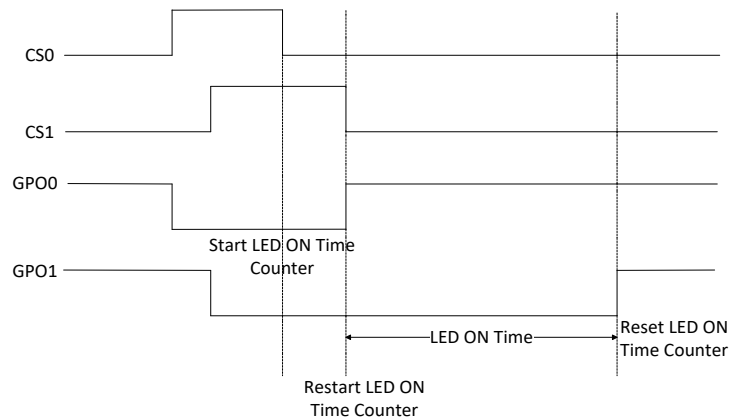 CS0
CS1
GPO0
Start LED ON Time
Counter
GPO1
LED ON Time
Reset LED ON
Time Counter
Restart LED ON
Time Counter